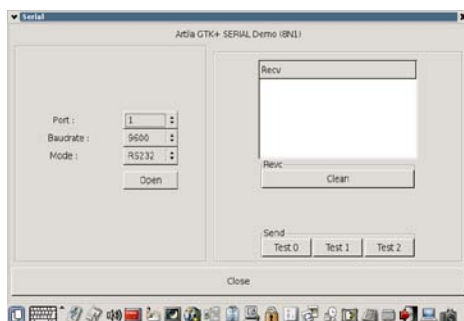 Serial
Artila GTK+ SERIAL Demo (8N1)
Port :
1
Baudrate :
9600
Mode :
RS232
Open
Recv
Revc
Clean
Send
Test 0
Test 1
Test 2
Close